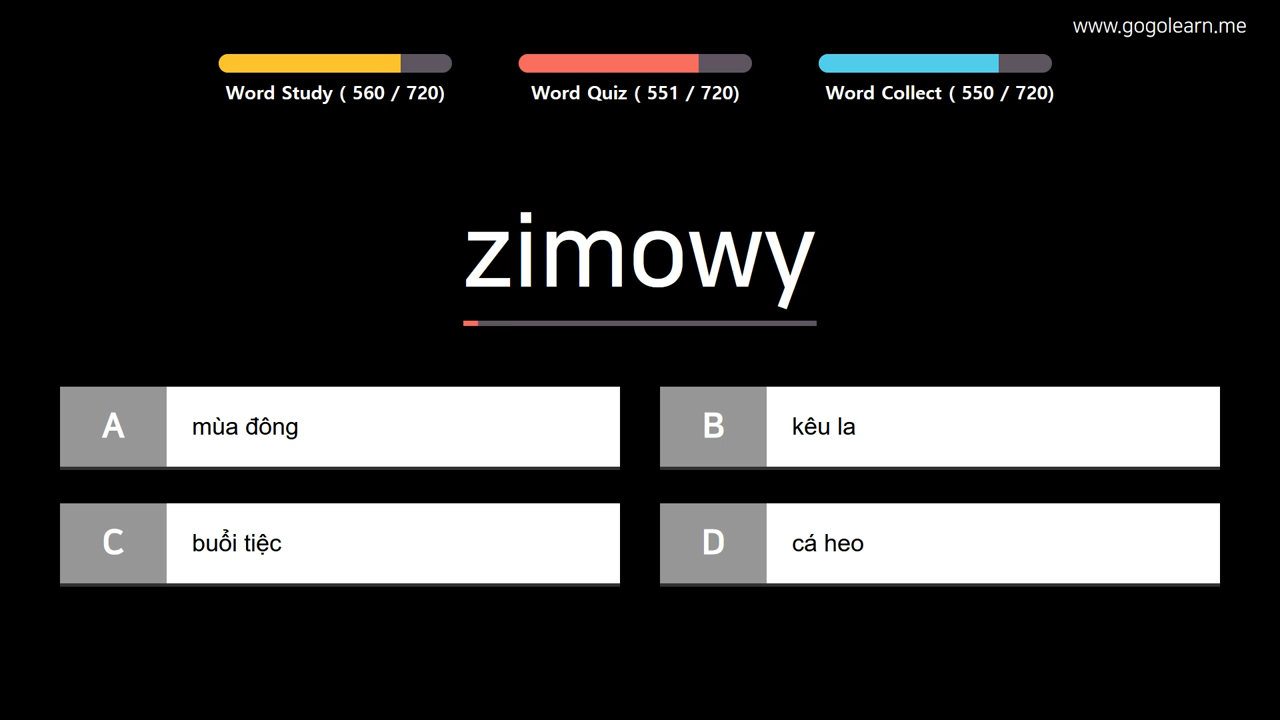 www.gogolearn.me
Word Study ( 560 / 720)
Word Quiz ( 551 / 720)
Word Collect ( 550 / 720)
zimowy
A mùa đông
B kêu la
C buổi tiệc
D cá heo